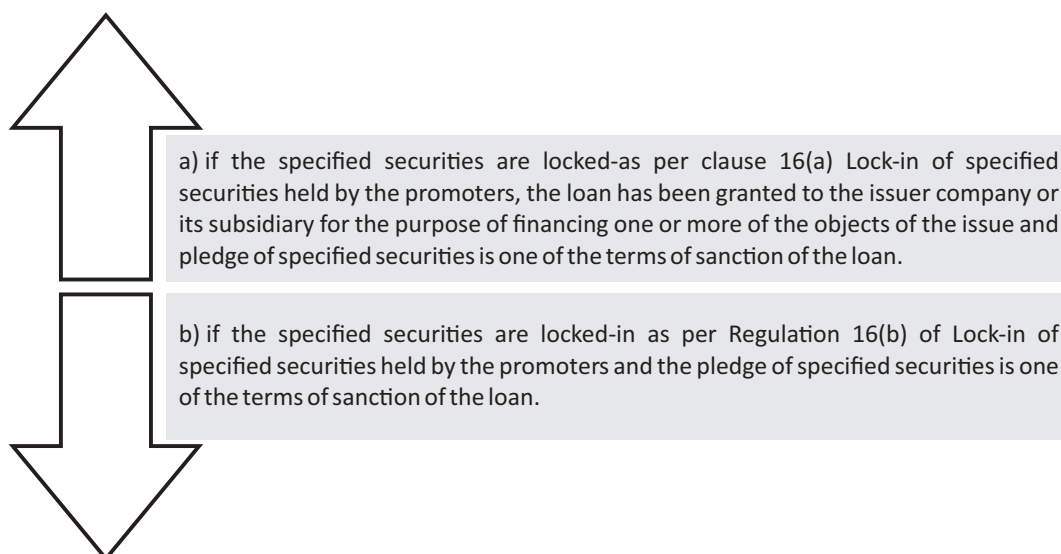 a) if the specified securities are locked-as per clause 16(a) Lock-in of specified
securities held by the promoters, the loan has been granted to the issuer company or
its subsidiary for the purpose of financing one or more of the objects of the issue and
pledge of specified securities is one of the terms of sanction of the loan.
b) if the specified securities are locked-in as per Regulation 16(b) of Lock-in of
specified securities held by the promoters and the pledge of specified securities is one
of the terms of sanction of the loan.